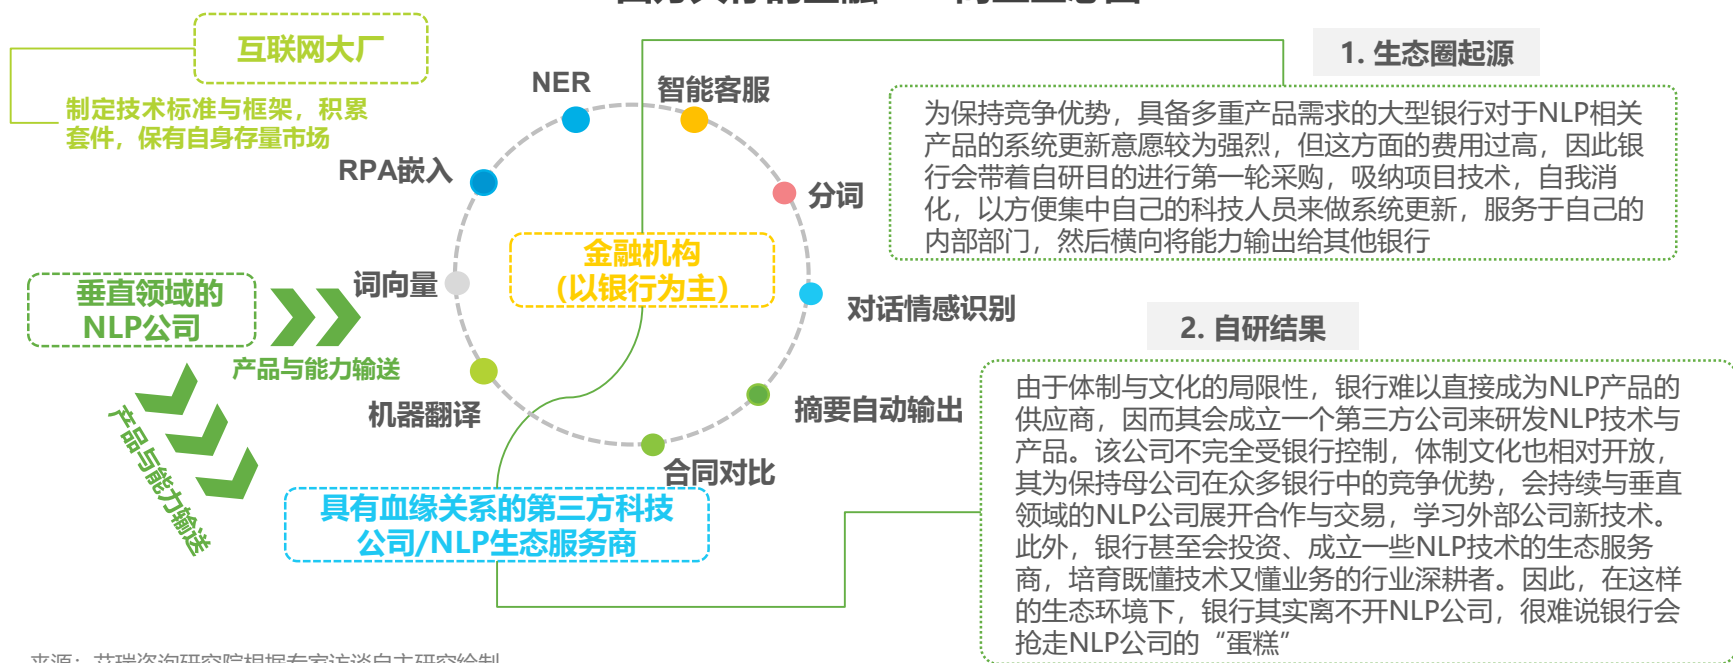 互联网大厂
制定技术标准与框架，积累
套件，保有自身存量市场
NER
智能客服
RPA嵌入
分词
金融机构
（以银行为主）
词向量
对话情感识别
垂直领域的
NLP公司
产品与能力输送
产品与能力输送
机器翻译
摘要自动输出
合同对比
具有血缘关系的第三方科技
公司/NLP生态服务商
1. 生态圈起源
为保持竞争优势，具备多重产品需求的大型银行对于NLP相关
产品的系统更新意愿较为强烈，但这方面的费用过高，因此银
行会带着自研目的进行第一轮采购，吸纳项目技术，自我消
化，以方便集中自己的科技人员来做系统更新，服务于自己的
内部部门，然后横向将能力输出给其他银行
2. 自研结果
由于体制与文化的局限性，银行难以直接成为NLP产品的
供应商，因而其会成立一个第三方公司来研发NLP技术与
产品。该公司不完全受银行控制，体制文化也相对开放，
其为保持母公司在众多银行中的竞争优势，会持续与垂直
领域的NLP公司展开合作与交易，学习外部公司新技术。
此外，银行甚至会投资、成立一些NLP技术的生态服务
商，培育既懂技术又懂业务的行业深耕者。因此，在这样
的生态环境下，银行其实离不开NLP公司，很难说银行会
抢走NLP公司的“蛋糕”
来源：艾瑞咨询研究院根据专家访谈自主研究绘制